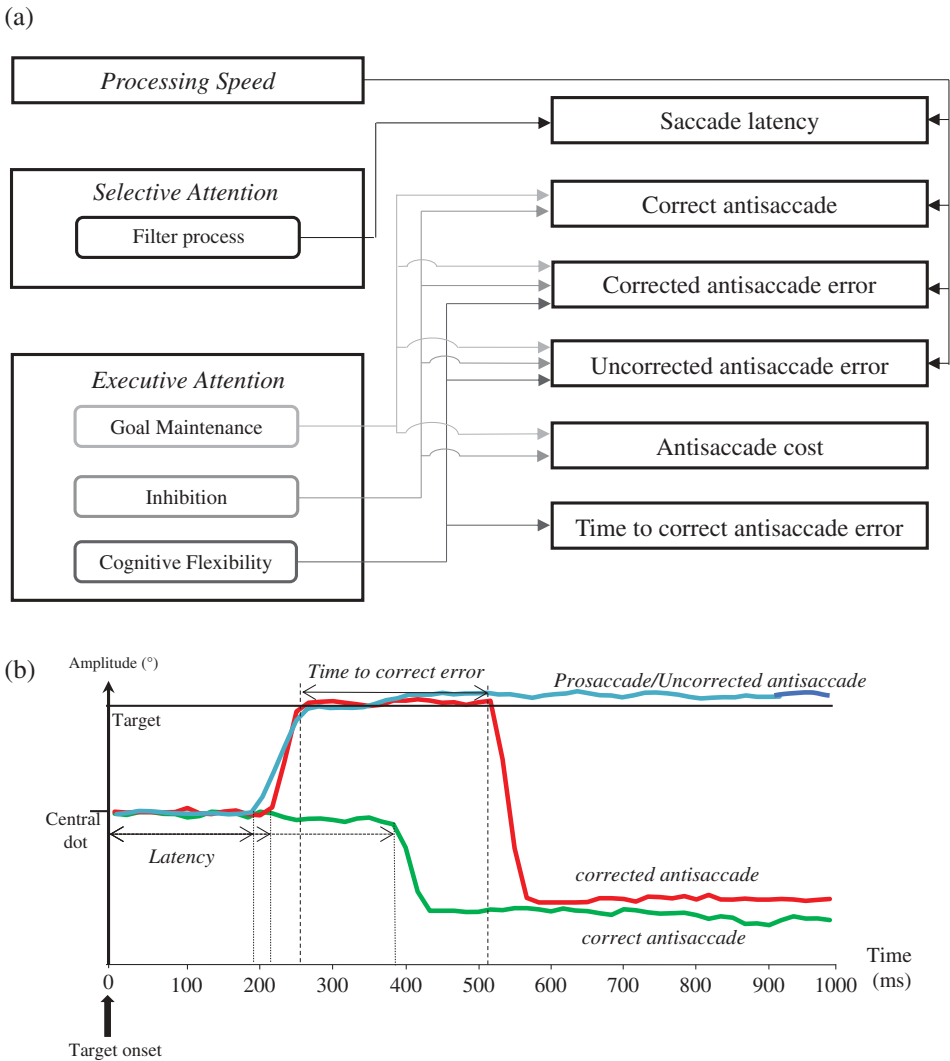 (a)
Processing Speed
Saccade latency
Selective Attention
Filter process
Correct antisaccade
Corrected antisaccade error
Uncorrected antisaccade error
Executive Attention
Goal Maintenance
Antisaccade cost
Inhibition
Time to correct antisaccade error
Cognitive Flexibility
(b)
Amplitude (°)
Time to correct error
Prosaccade/Uncorrected antisaccade
Target
Central
dot
Latency
corrected antisaccade
correct antisaccade
Time
(ms)
0 100 200 300 400 500 600 700 800 900 1000
Target onset